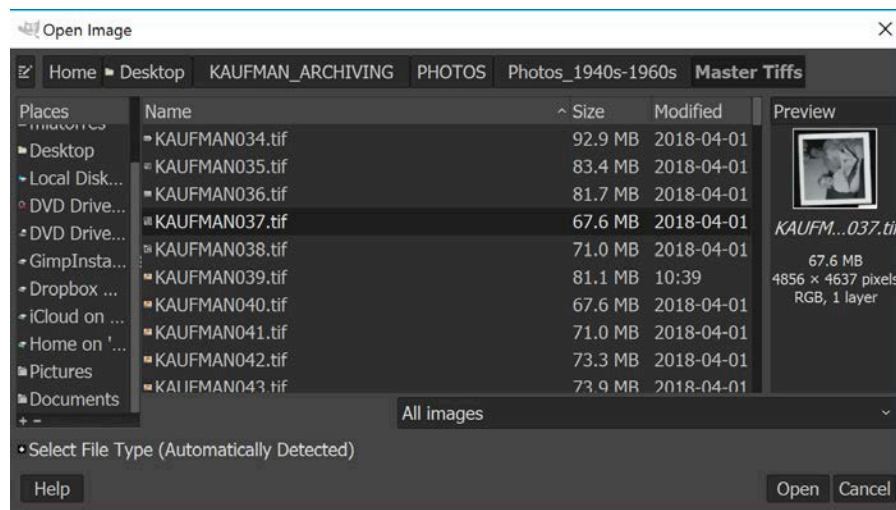 Open Image
Home Desktop KAUFMAN_ARCHIVING PHOTOS Photos_1940s-1960s Master Tiffs
Places
Desktop
Local Disk...
DVD Drive...
DVD Drive...
GimpInsta...
Dropbox ...
iCloud on ...
Home on '...
Pictures
Documents
+ −
Name Size Modified
KAUFMAN034.tif 92.9 MB 2018-04-01
KAUFMAN035.tif 83.4 MB 2018-04-01
KAUFMAN036.tif 81.7 MB 2018-04-01
KAUFMAN037.tif 67.6 MB 2018-04-01
KAUFMAN038.tif 71.0 MB 2018-04-01
KAUFMAN039.tif 81.1 MB 10:39
KAUFMAN040.tif 67.6 MB 2018-04-01
KAUFMAN041.tif 71.0 MB 2018-04-01
KAUFMAN042.tif 73.3 MB 2018-04-01
KAUFMAN043.tif 73.9 MB 2018-04-01
Preview
KAUFM...037.tif
67.6 MB
4856 × 4637 pixels
RGB, 1 layer
All images
Select File Type (Automatically Detected)
Help Open Cancel